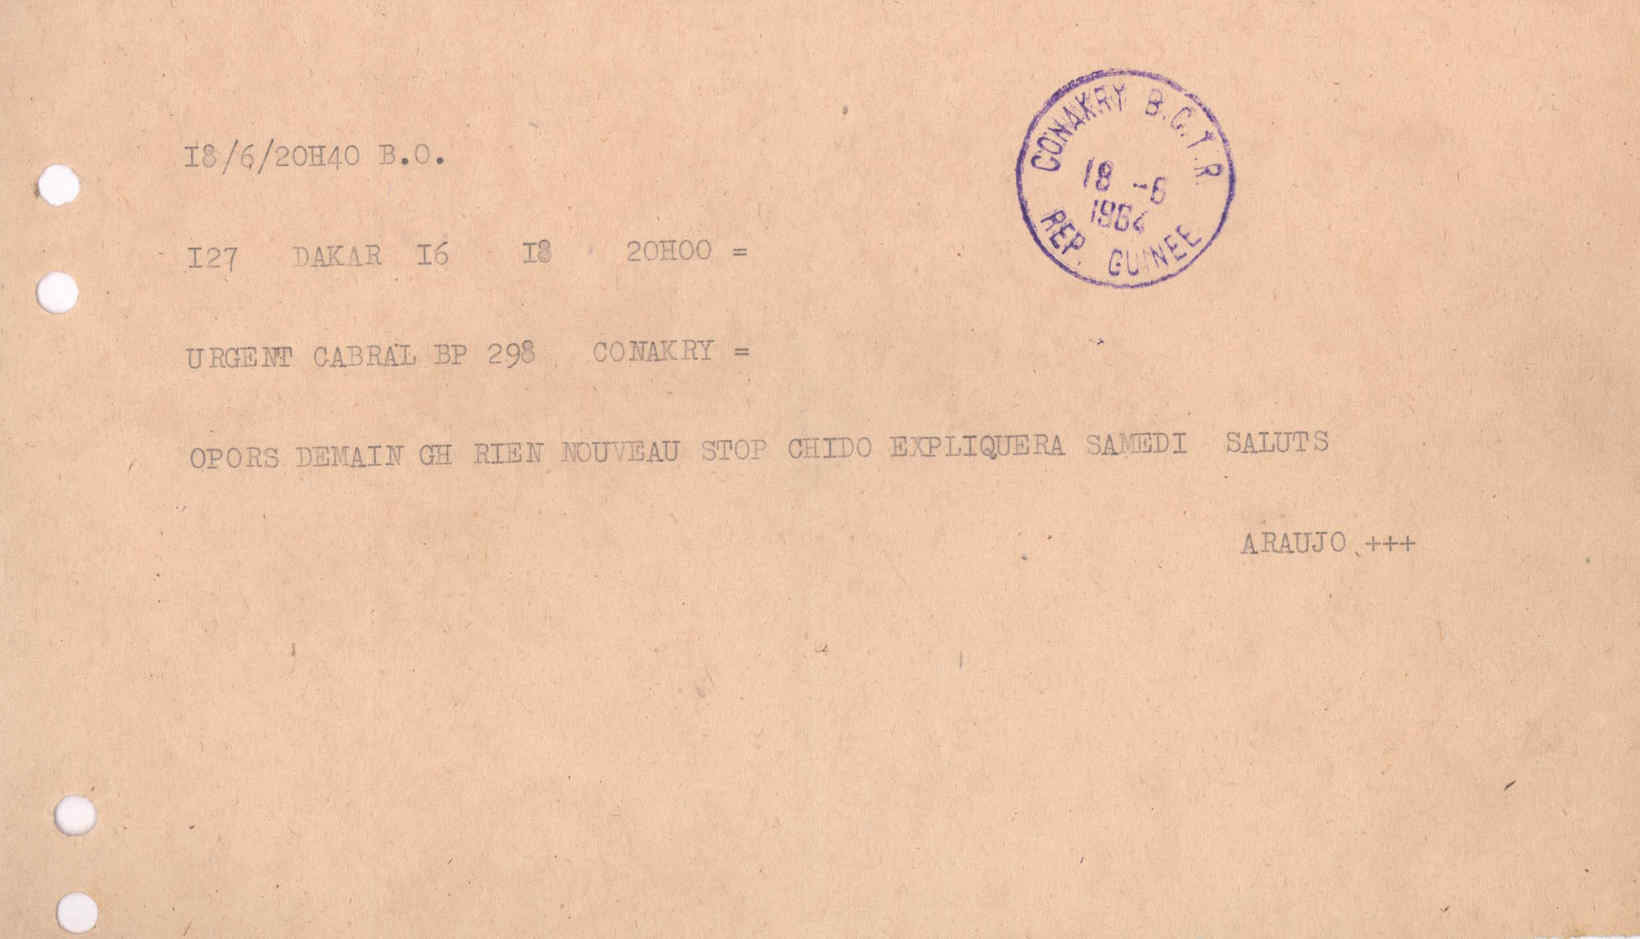 I8/6/20H40 B.O.
CONAKRY B.C.T.R.
18 -6
1964
REP. GUINEE
I27 DAKAR I6 I8 20H00 =
URGENT CABRAL BP 298 CONAKRY =
OPORS DEMAIN GH RIEN NOUVEAU STOP CHIDO EXPLIQUERA SAMEDI SALUTS
ARAUJO +++